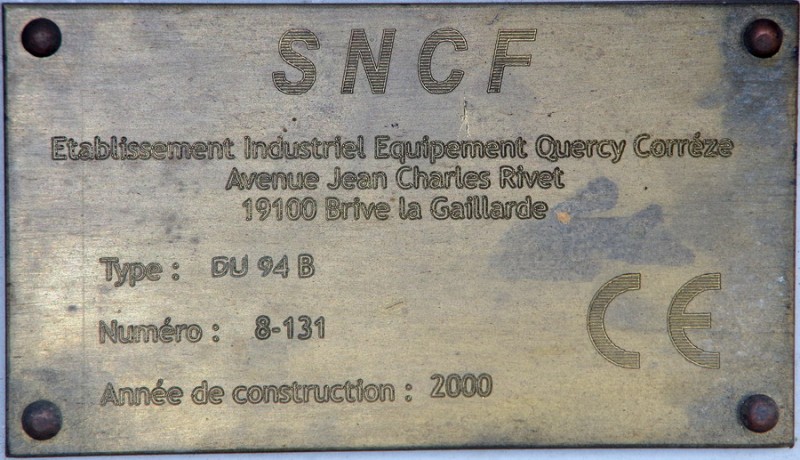 SNCF
Etablissement Industriel Equipement Quercy Corréze
Avenue Jean Charles Rivet
19100 Brive la Gaillarde
Type : DU 94 B
Numéro : 8-131
CE
Année de construction : 2000